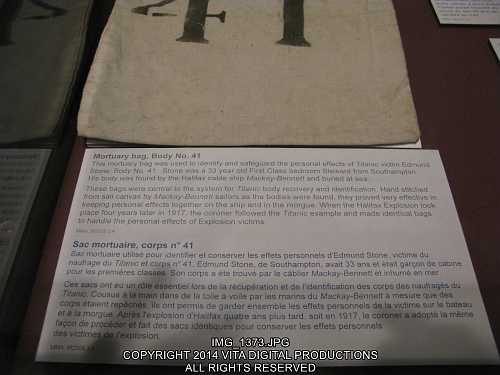 41
Mortuary bag, Body No. 41
This mortuary bag was used to identify and safeguard the personal effects of Titanic victim Edmund
Stone, Body No. 41. Stone was a 33 year old First Class bedroom Steward from Southampton.
His body was found by the Halifax cable ship Mackay-Bennett and buried at sea.
These bags were central to the system for Titanic body recovery and identification. Hand stitched
from sail canvas by Mackay-Bennett sailors as the bodies were found, they proved very effective in
keeping personal effects together on the ship and in the morgue. When the Halifax Explosion took
place four years later in 1917, the coroner followed the Titanic example and made identical bags
to handle the personal effects of Explosion victims.
MMA, M2009.3.4
Sac mortuaire, corps n° 41
Sac mortuaire utilisé pour identifier et conserver les effets personnels d'Edmund Stone, victime du
naufrage du Titanic et corps n° 41. Edmund Stone, de Southampton, avait 33 ans et était garçon de cabine
pour les premières classes. Son corps a été trouvé par le câblier Mackay-Bennett et inhumé en mer.
Ces sacs ont eu un rôle essentiel lors de la récupération et de l'identification des corps des naufragés du
Titanic. Cousus à la main dans de la toile à voile par les marins du Mackay-Bennett à mesure que des
corps étaient repêchés, ils ont permis de garder ensemble les effets personnels de la victime sur le bateau
et à la morgue. Après l'explosion d'Halifax quatre ans plus tard, soit en 1917, le coroner a adopté la même
façon de procéder et fait des sacs identiques pour conserver les effets personnels
des victimes de l'explosion.
MMA, M2009.3.4
IMG_1373.JPG
COPYRIGHT 2014 VITA DIGITAL PRODUCTIONS
ALL RIGHTS RESERVED